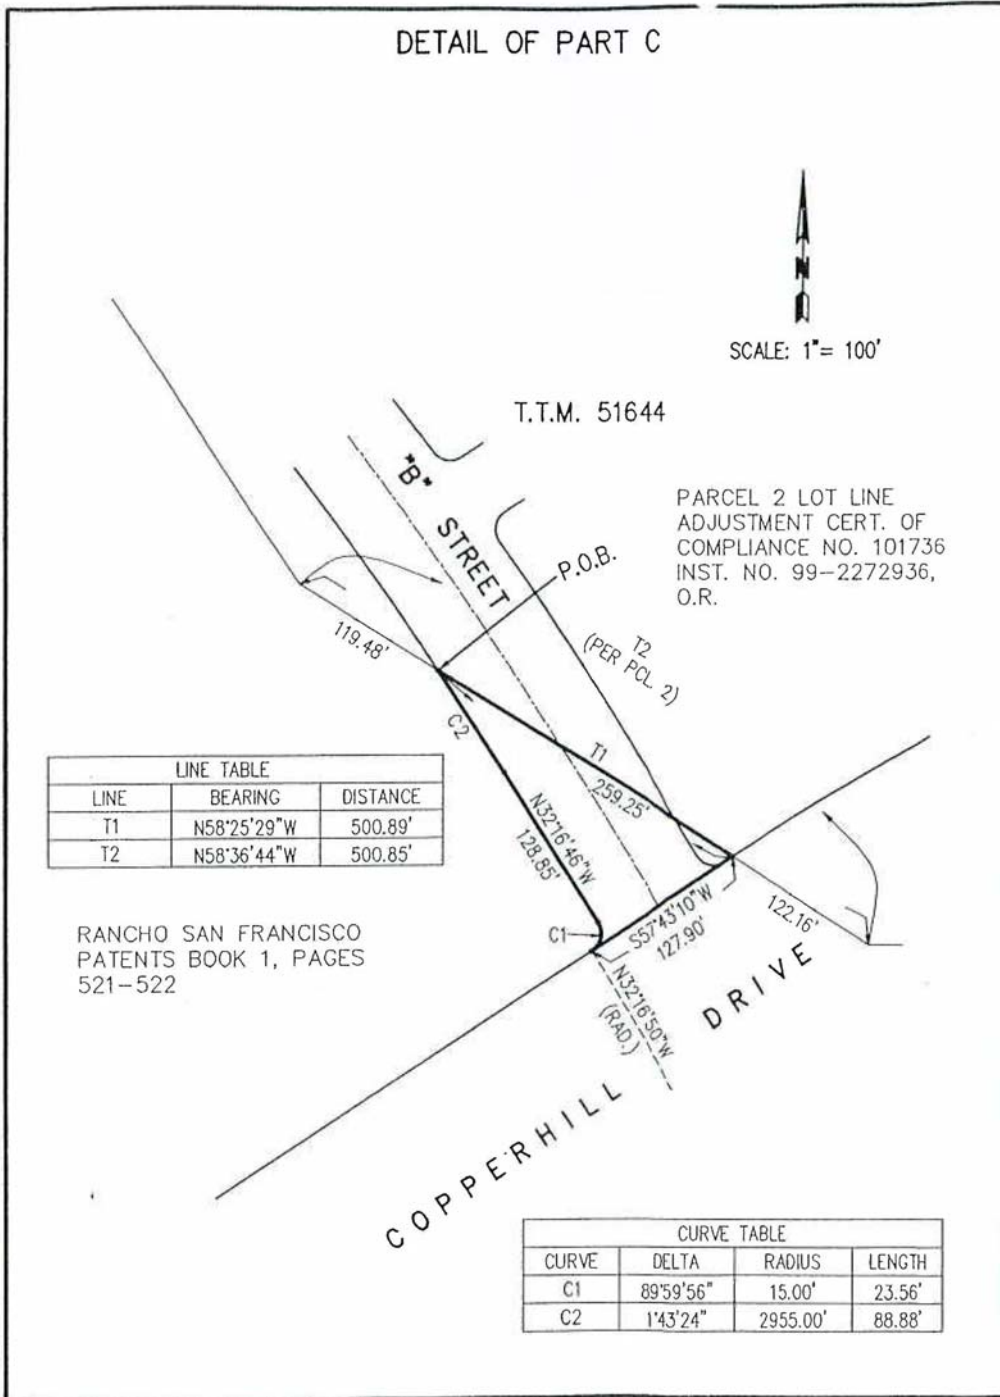 DETAIL OF PART C
N
SCALE: 1"= 100'
T.T.M. 51644
"B" STREET
PARCEL 2 LOT LINE
ADJUSTMENT CERT. OF
COMPLIANCE NO. 101736
INST. NO. 99-2272936,
O.R.
P.O.B.
119.48'
T2
(PER PCL. 2)
C2
T1
259.25'
LINE TABLE
LINE BEARING DISTANCE
T1 N58°25'29"W 500.89'
T2 N58°36'44"W 500.85'
N32°16'46"W
128.85'
RANCHO SAN FRANCISCO
PATENTS BOOK 1, PAGES
521-522
C1
S57°43'10"W
127.90'
122.16'
N32°16'50"W
(RAD.)
COPPERHILL DRIVE
CURVE TABLE
CURVE DELTA RADIUS LENGTH
C1 89°59'56" 15.00' 23.56'
C2 1°43'24" 2955.00' 88.88'